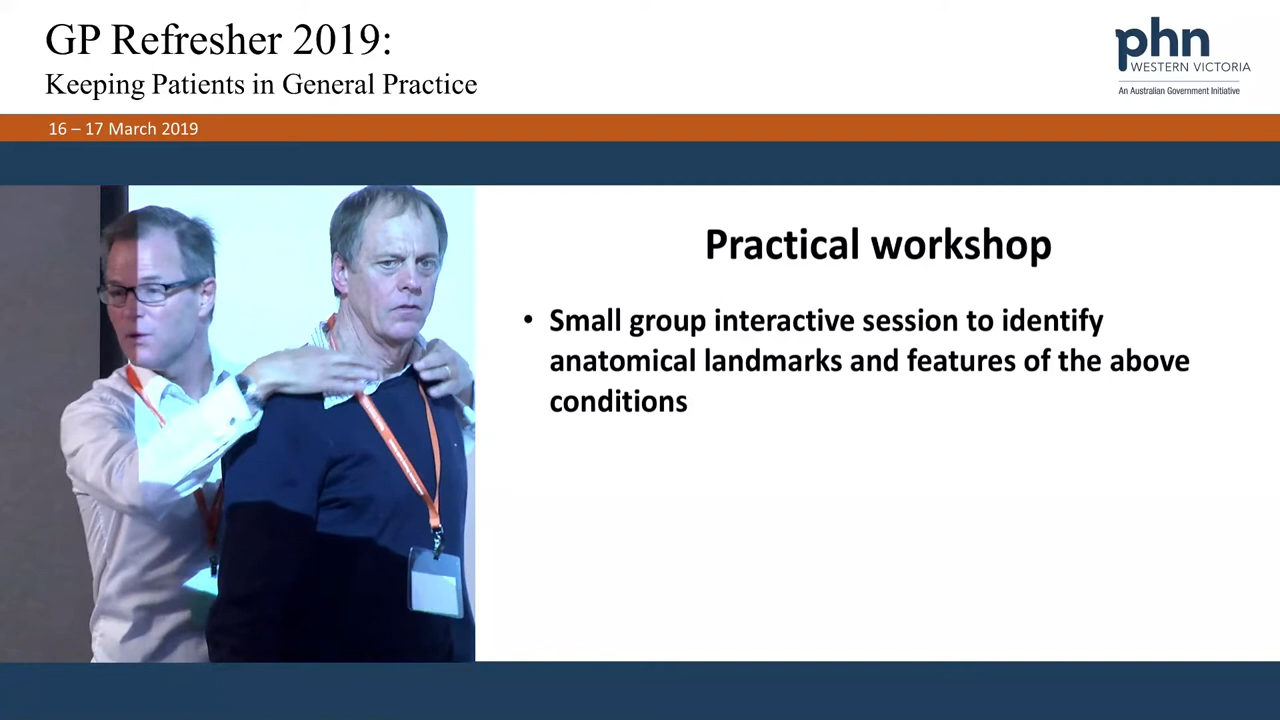 GP Refresher 2019:
Keeping Patients in General Practice
phn
WESTERN VICTORIA
An Australian Government Initiative
16 – 17 March 2019
Practical workshop
• Small group interactive session to identify
anatomical landmarks and features of the above
conditions